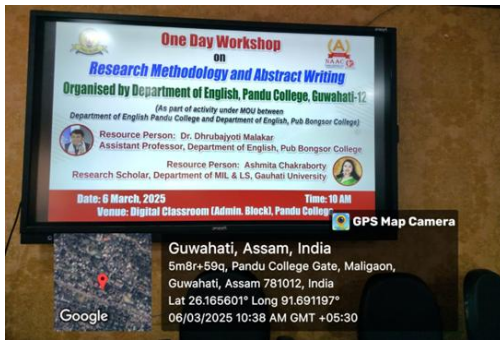 One Day Workshop
on
Research Methodology and Abstract Writing
Organised by Department of English, Pandu College, Guwahati-12
(As part of activity under MOU between
Department of English Pandu College and Department of English, Pub Bongsor College)
Resource Person: Dr. Dhrubajyoti Malakar
Assistant Professor, Department of English, Pub Bongsor College
Resource Person: Ashmita Chakraborty
Research Scholar, Department of MIL & LS, Gauhati University
Date: 6 March, 2025 Time: 10 AM
Venue: Digital Classroom (Admin. Block), Pandu College
A
NAAC
GPS Map Camera
Guwahati, Assam, India
5m8r+59q, Pandu College Gate, Maligaon,
Guwahati, Assam 781012, India
Lat 26.165601° Long 91.691197°
06/03/2025 10:38 AM GMT +05:30
Google